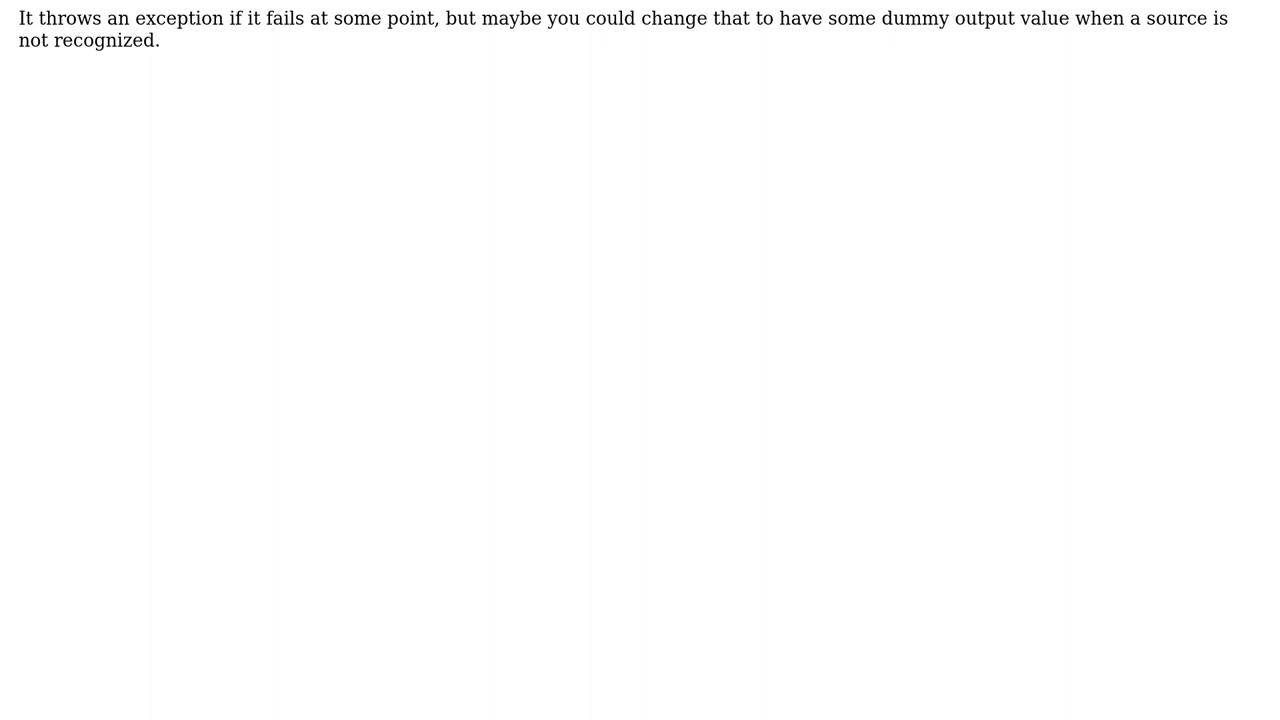 It throws an exception if it fails at some point, but maybe you could change that to have some dummy output value when a source is
not recognized.